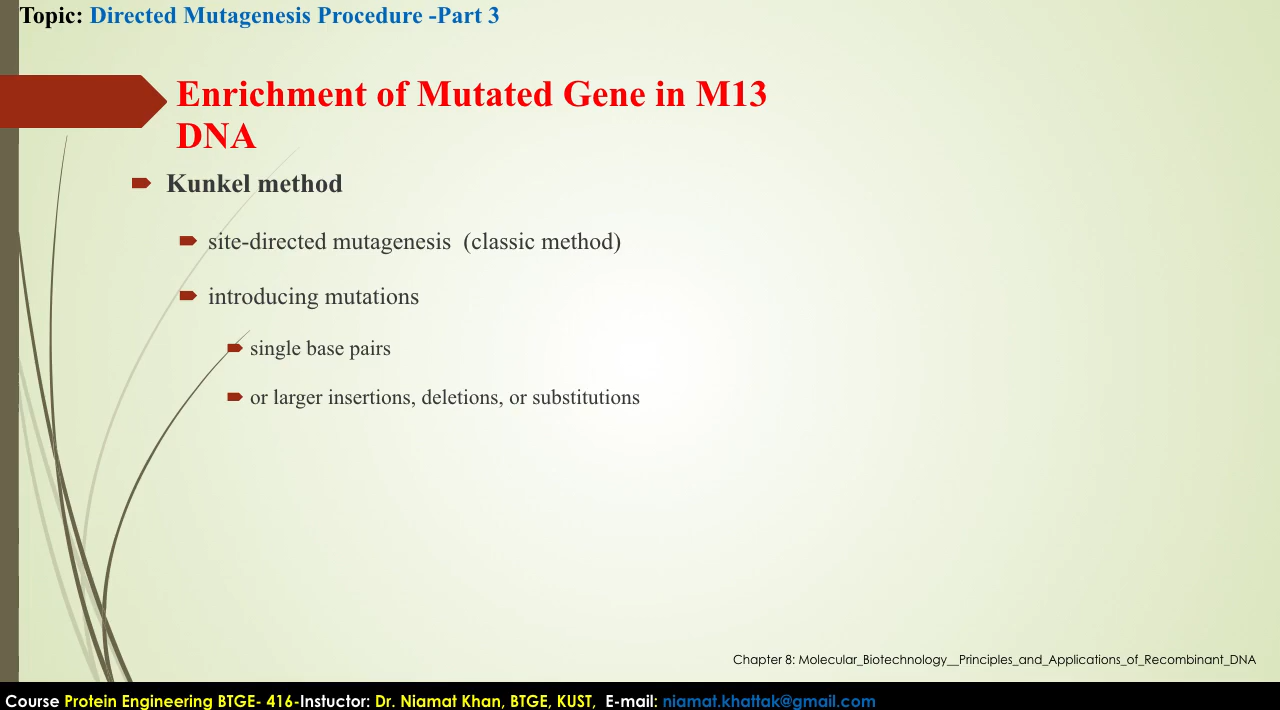 Topic: Directed Mutagenesis Procedure -Part 3
Enrichment of Mutated Gene in M13
DNA
Kunkel method
site-directed mutagenesis (classic method)
introducing mutations
single base pairs
or larger insertions, deletions, or substitutions
Chapter 8: Molecular_Biotechnology__Principles_and_Applications_of_Recombinant_DNA
Course Protein Engineering BTGE- 416-Instuctor: Dr. Niamat Khan, BTGE, KUST, E-mail: niamat.khattak@gmail.com